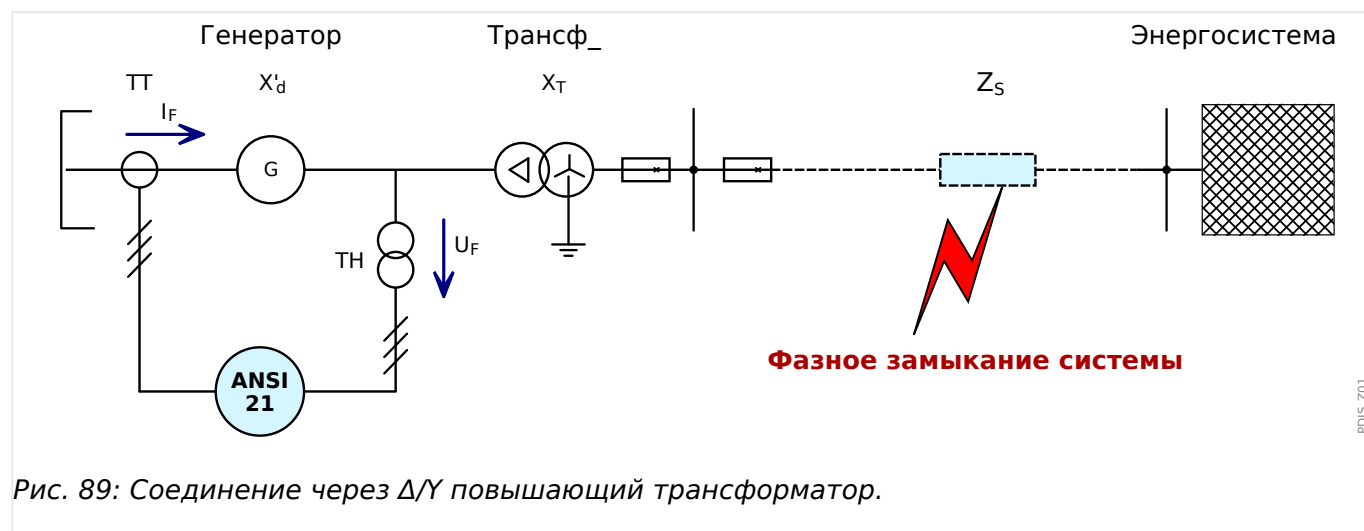 Генератор Трансф_ Энергосистема
ТТ X'd XT ZS
IF
G
ТН UF
ANSI
21
Фазное замыкание системы
PDIS_Z01
Рис. 89: Соединение через Δ/Y повышающий трансформатор.